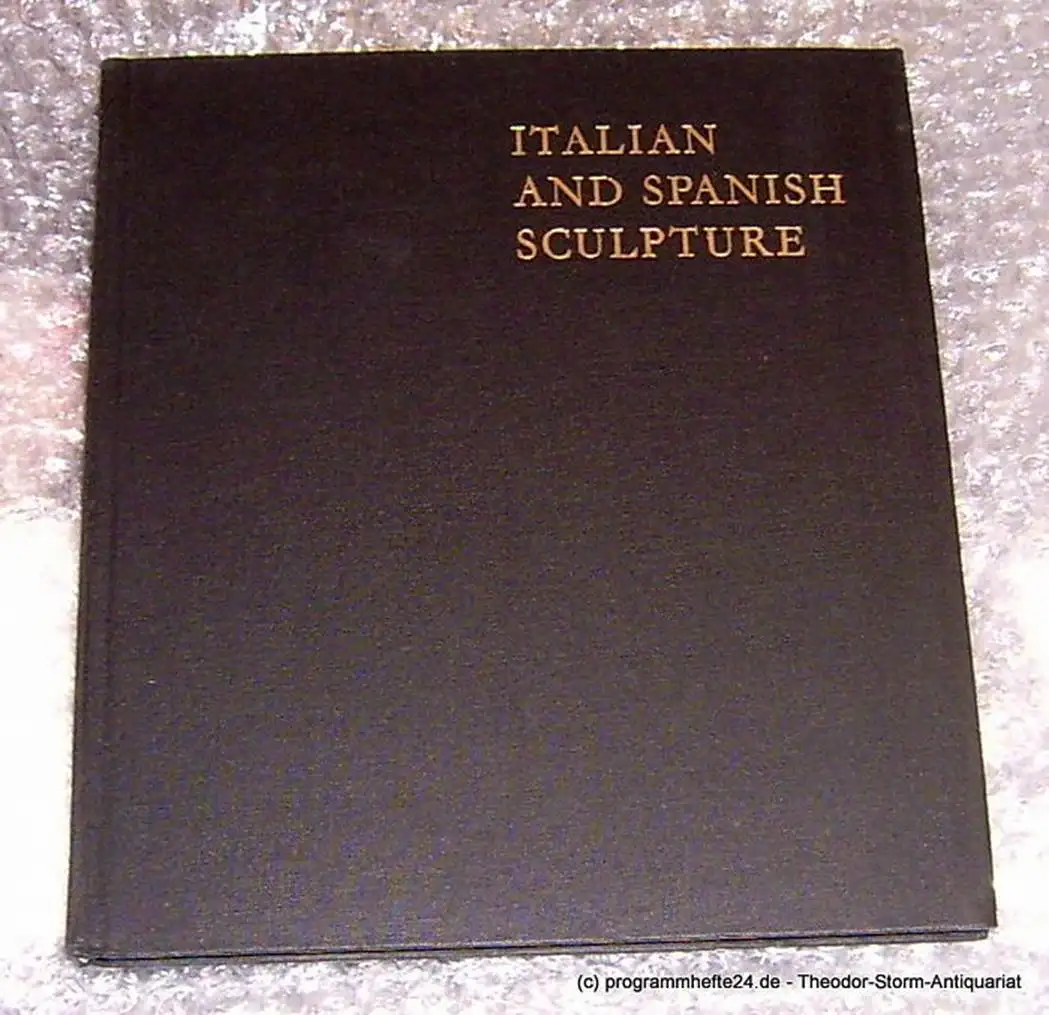 ITALIAN
AND SPANISH
SCULPTURE
(c) programmhefte24.de - Theodor-Storm-Antiquariat